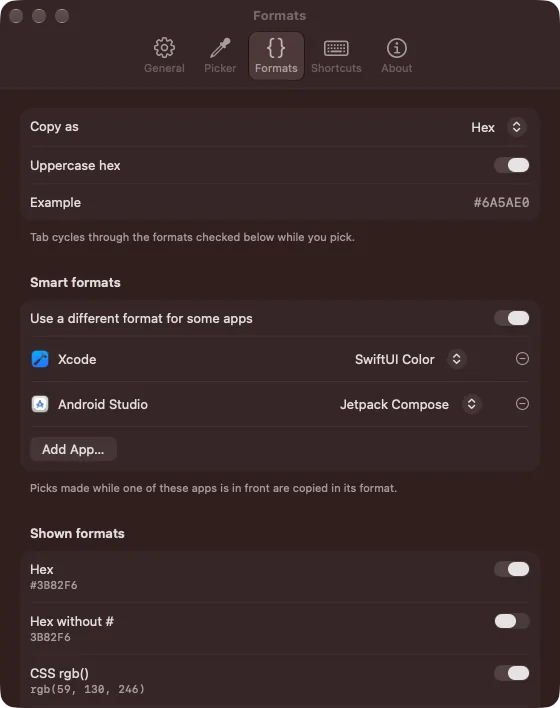 Formats
General
Picker
Formats
Shortcuts
About
Copy as
Hex
Uppercase hex
Example
#6A5AE0
Tab cycles through the formats checked below while you pick.
Smart formats
Use a different format for some apps
Xcode
SwiftUI Color
Android Studio
Jetpack Compose
Add App...
Picks made while one of these apps is in front are copied in its format.
Shown formats
Hex
#3B82F6
Hex without #
3B82F6
CSS rgb()
rgb(59, 130, 246)